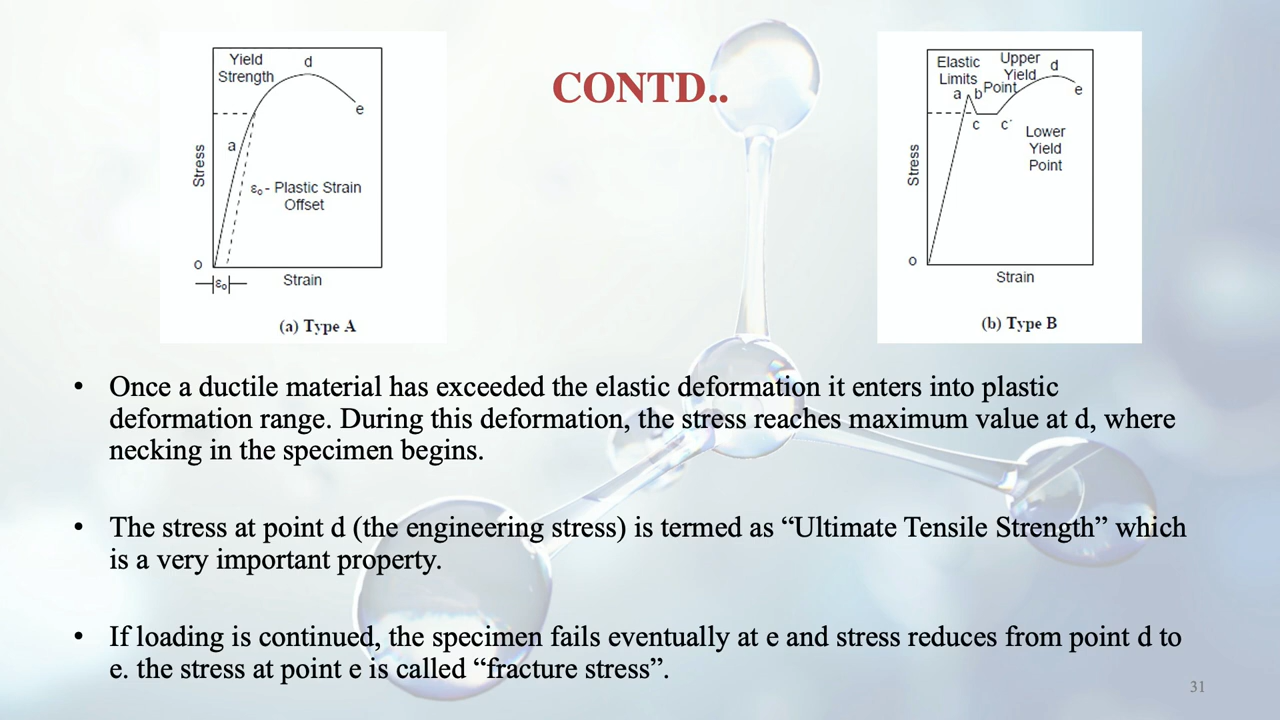 CONTD..
Yield
Strength
d
e
a
εₒ - Plastic Strain
Offset
Stress
o
εₒ
Strain
(a) Type A
Elastic
Limits
Upper
Yield
Point
a
b
d
e
c
c'
Lower
Yield
Point
Stress
o
Strain
(b) Type B
• Once a ductile material has exceeded the elastic deformation it enters into plastic
deformation range. During this deformation, the stress reaches maximum value at d, where
necking in the specimen begins.
• The stress at point d (the engineering stress) is termed as “Ultimate Tensile Strength” which
is a very important property.
• If loading is continued, the specimen fails eventually at e and stress reduces from point d to
e. the stress at point e is called “fracture stress”.
31